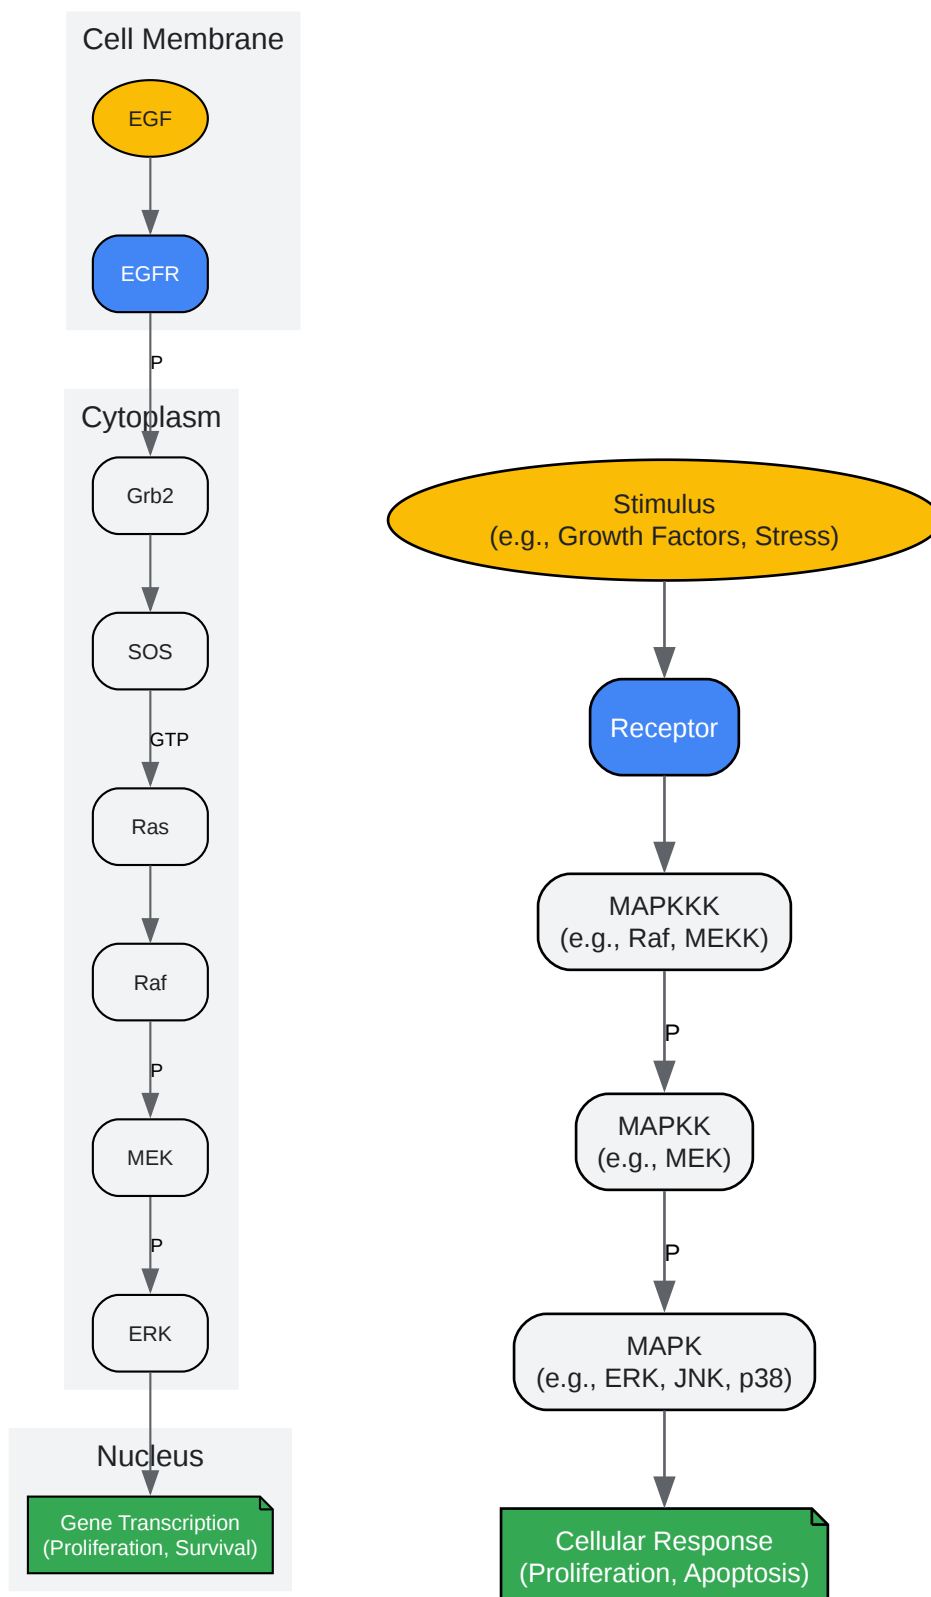 Cell Membrane
EGF
EGFR
P
Cytoplasm
Grb2
SOS
GTP
Ras
Raf
P
MEK
P
ERK
Nucleus
Gene Transcription
(Proliferation, Survival)
Stimulus
(e.g., Growth Factors, Stress)
Receptor
MAPKKK
(e.g., Raf, MEKK)
P
MAPKK
(e.g., MEK)
P
MAPK
(e.g., ERK, JNK, p38)
Cellular Response
(Proliferation, Apoptosis)